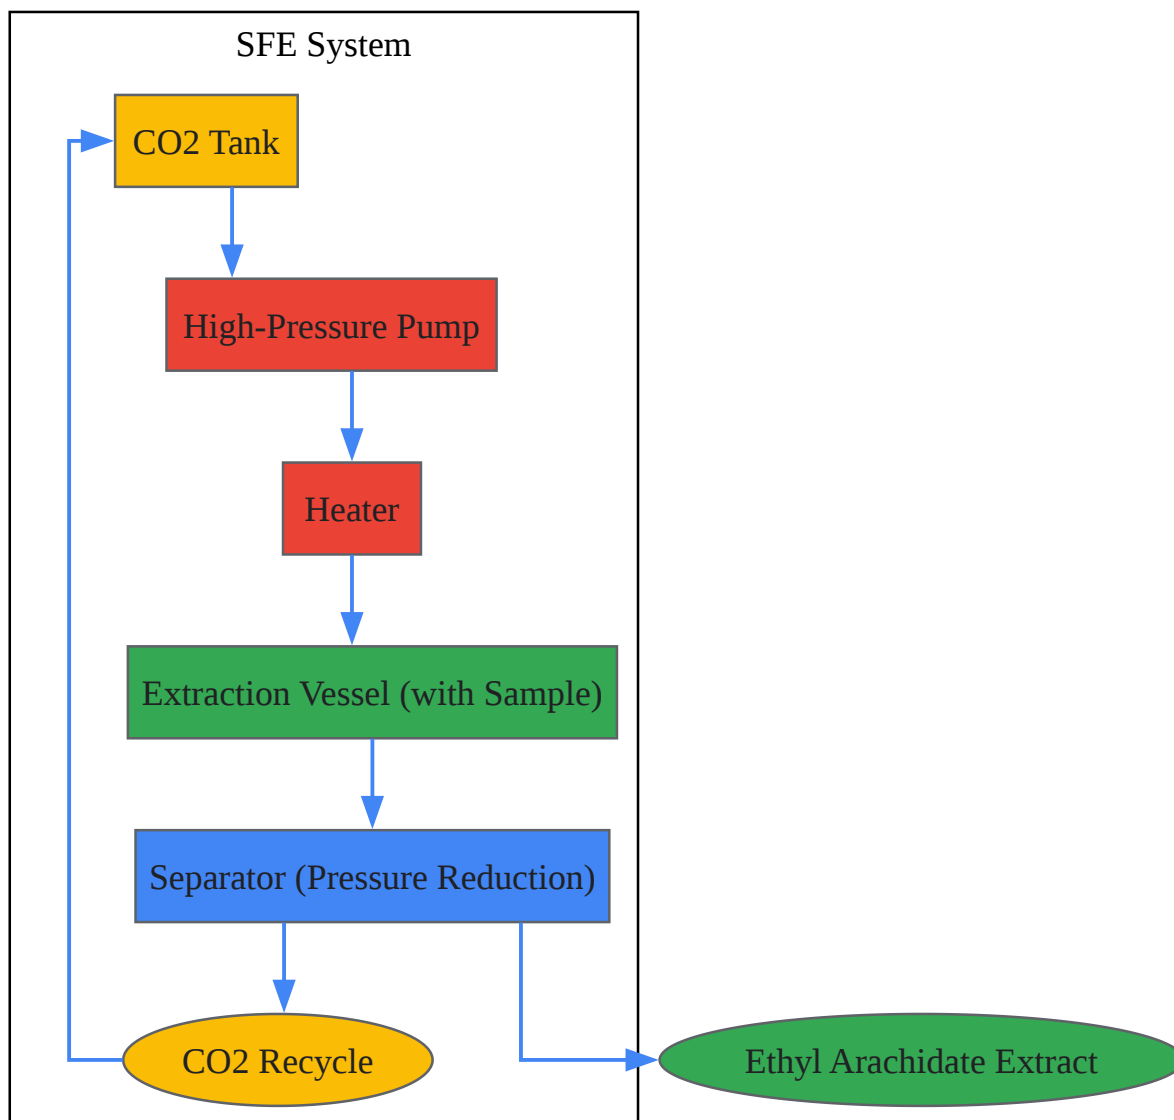 SFE System
CO2 Tank
High-Pressure Pump
Heater
Extraction Vessel (with Sample)
Separator (Pressure Reduction)
CO2 Recycle
Ethyl Arachidate Extract